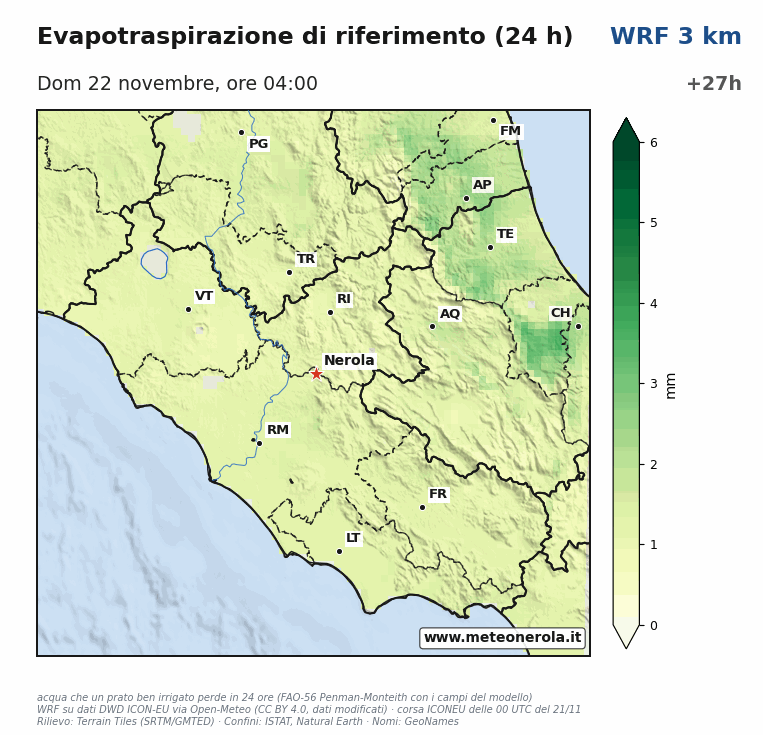 Evapotraspirazione di riferimento (24 h) WRF 3 km
Dom 22 novembre, ore 04:00 +27h
FM
PG
AP
TE
TR
VT
RI
AQ
CH
Nerola
RM
FR
LT
www.meteonerola.it
6
5
4
3
2
1
0
mm
acqua che un prato ben irrigato perde in 24 ore (FAO-56 Penman-Monteith con i campi del modello)
WRF su dati DWD ICON-EU via Open-Meteo (CC BY 4.0, dati modificati) · corsa ICONEU delle 00 UTC del 21/11
Rilievo: Terrain Tiles (SRTM/GMTED) · Confini: ISTAT, Natural Earth · Nomi: GeoNames